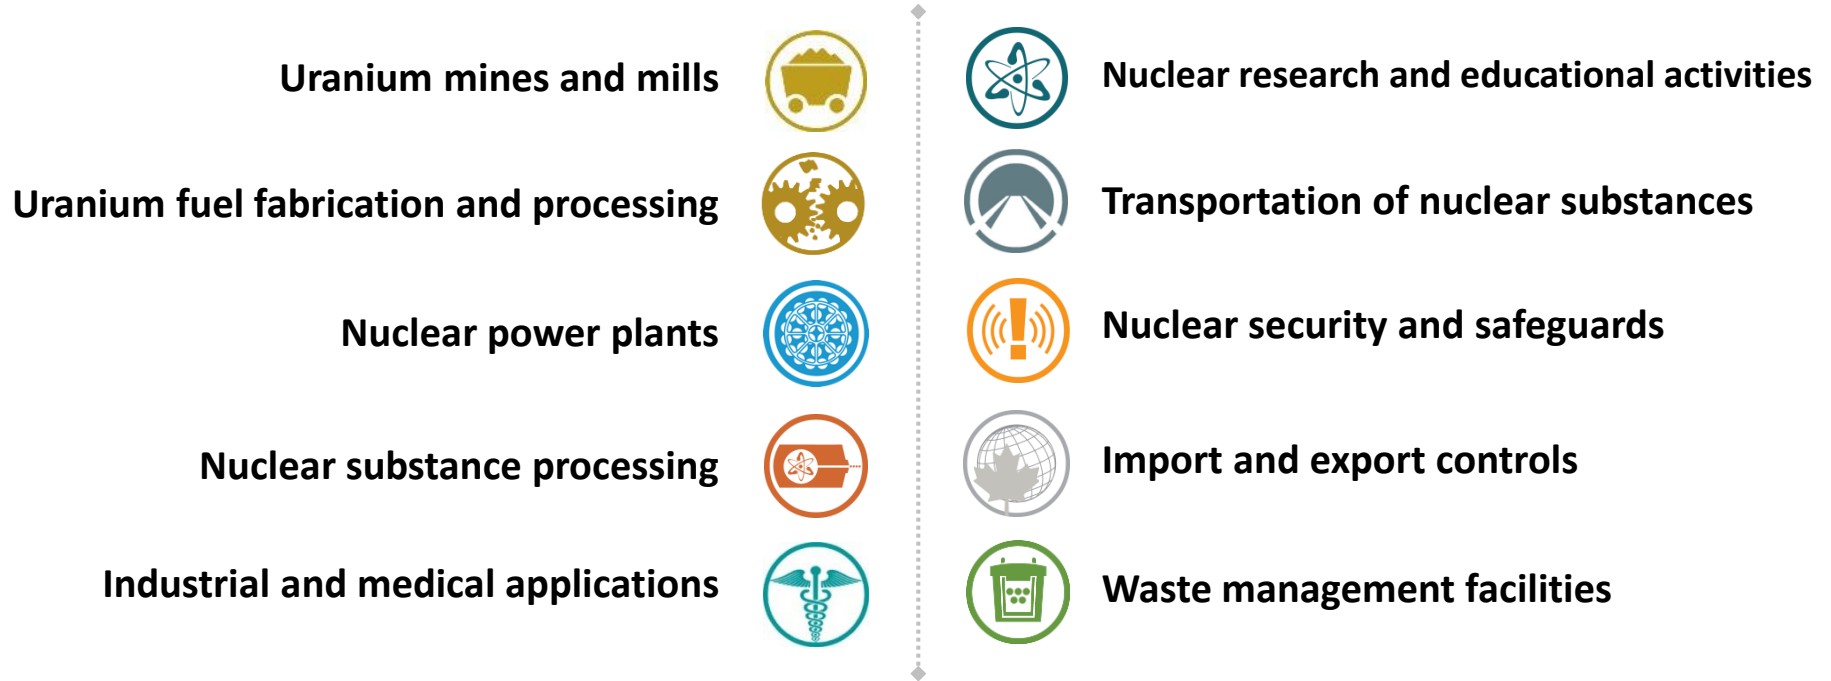 Uranium mines and mills
Uranium fuel fabrication and processing
Nuclear power plants
Nuclear substance processing
Industrial and medical applications
Nuclear research and educational activities
Transportation of nuclear substances
Nuclear security and safeguards
Import and export controls
Waste management facilities